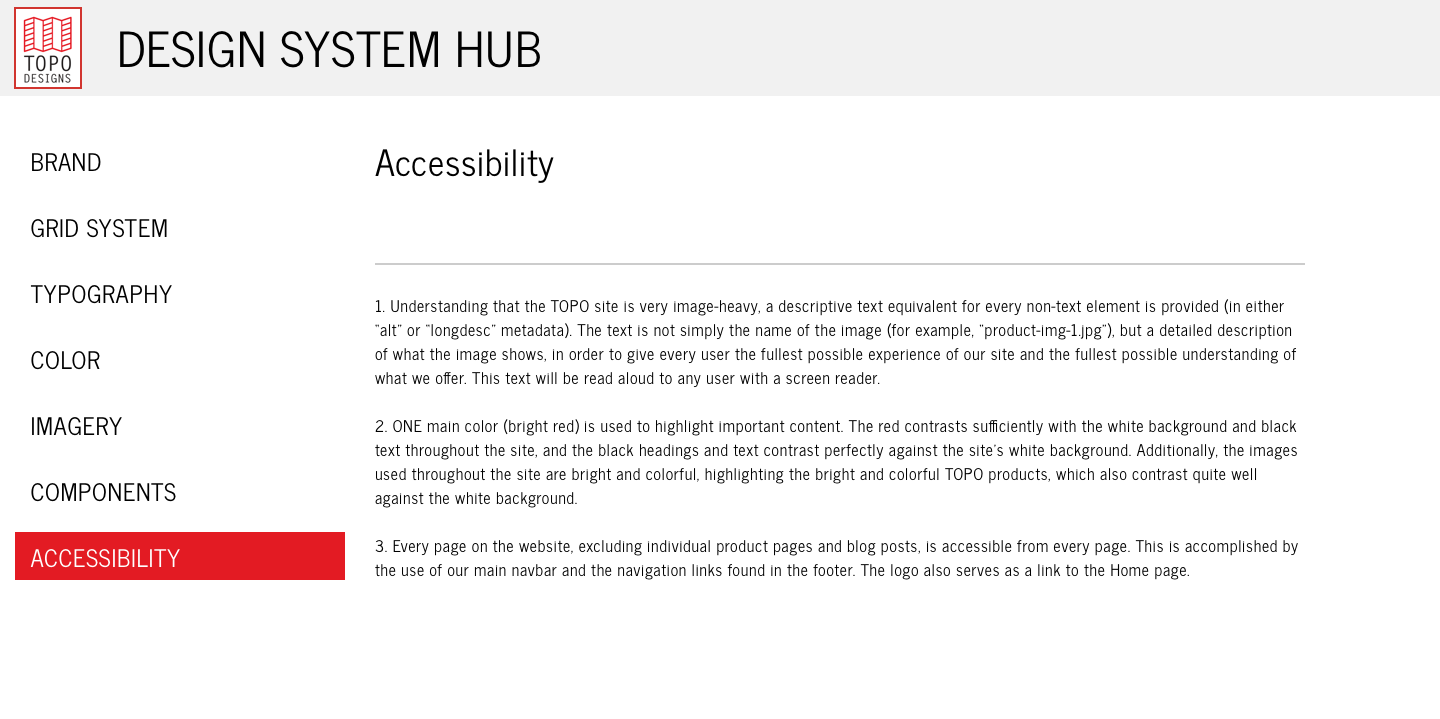 TOPO
DESIGNS
DESIGN SYSTEM HUB
BRAND
GRID SYSTEM
TYPOGRAPHY
COLOR
IMAGERY
COMPONENTS
ACCESSIBILITY
Accessibility
1. Understanding that the TOPO site is very image-heavy, a descriptive text equivalent for every non-text element is provided (in either
"alt" or "longdesc" metadata). The text is not simply the name of the image (for example, "product-img-1.jpg"), but a detailed description
of what the image shows, in order to give every user the fullest possible experience of our site and the fullest possible understanding of
what we offer. This text will be read aloud to any user with a screen reader.
2. ONE main color (bright red) is used to highlight important content. The red contrasts sufficiently with the white background and black
text throughout the site, and the black headings and text contrast perfectly against the site's white background. Additionally, the images
used throughout the site are bright and colorful, highlighting the bright and colorful TOPO products, which also contrast quite well
against the white background.
3. Every page on the website, excluding individual product pages and blog posts, is accessible from every page. This is accomplished by
the use of our main navbar and the navigation links found in the footer. The logo also serves as a link to the Home page.